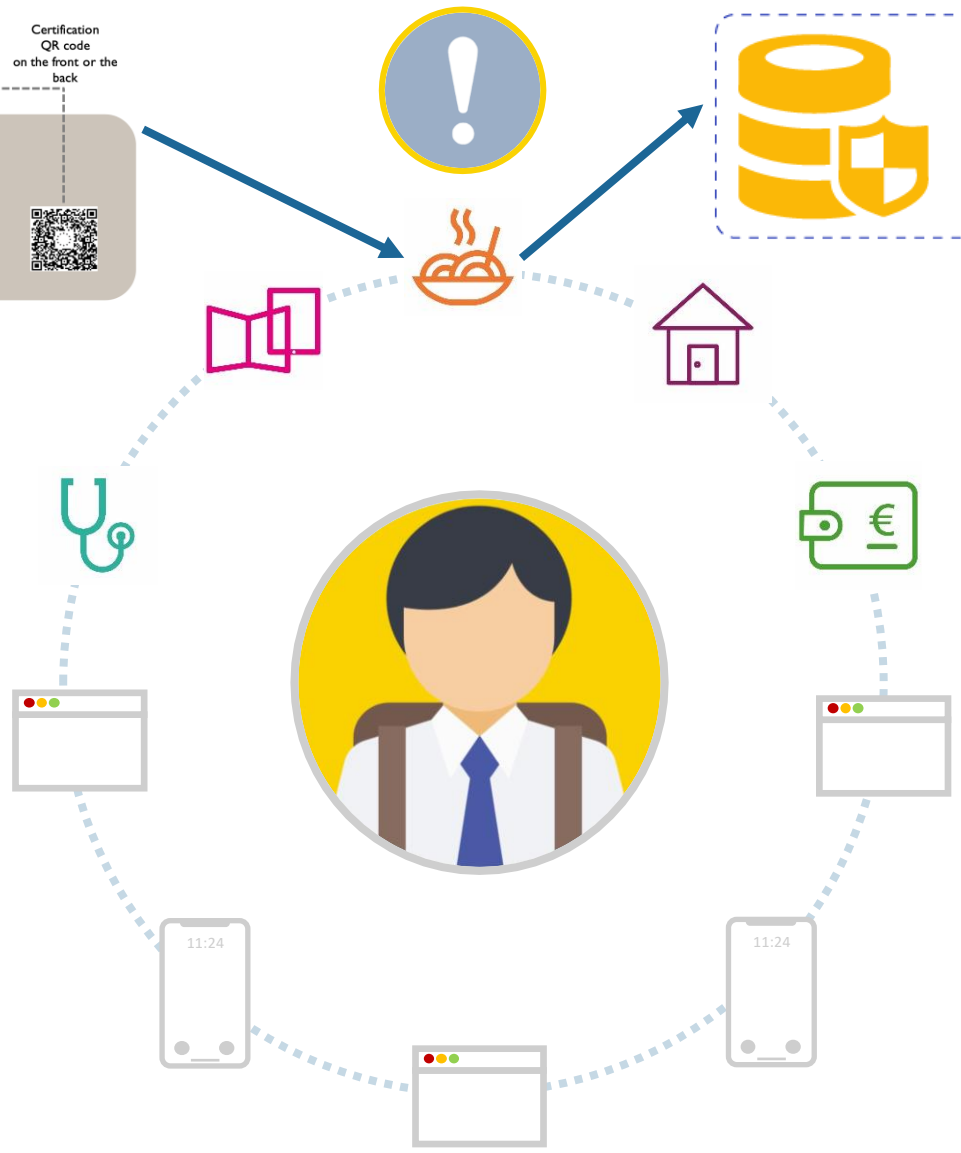 Certification
QR code
on the front or the
back
€
11:24
11:24